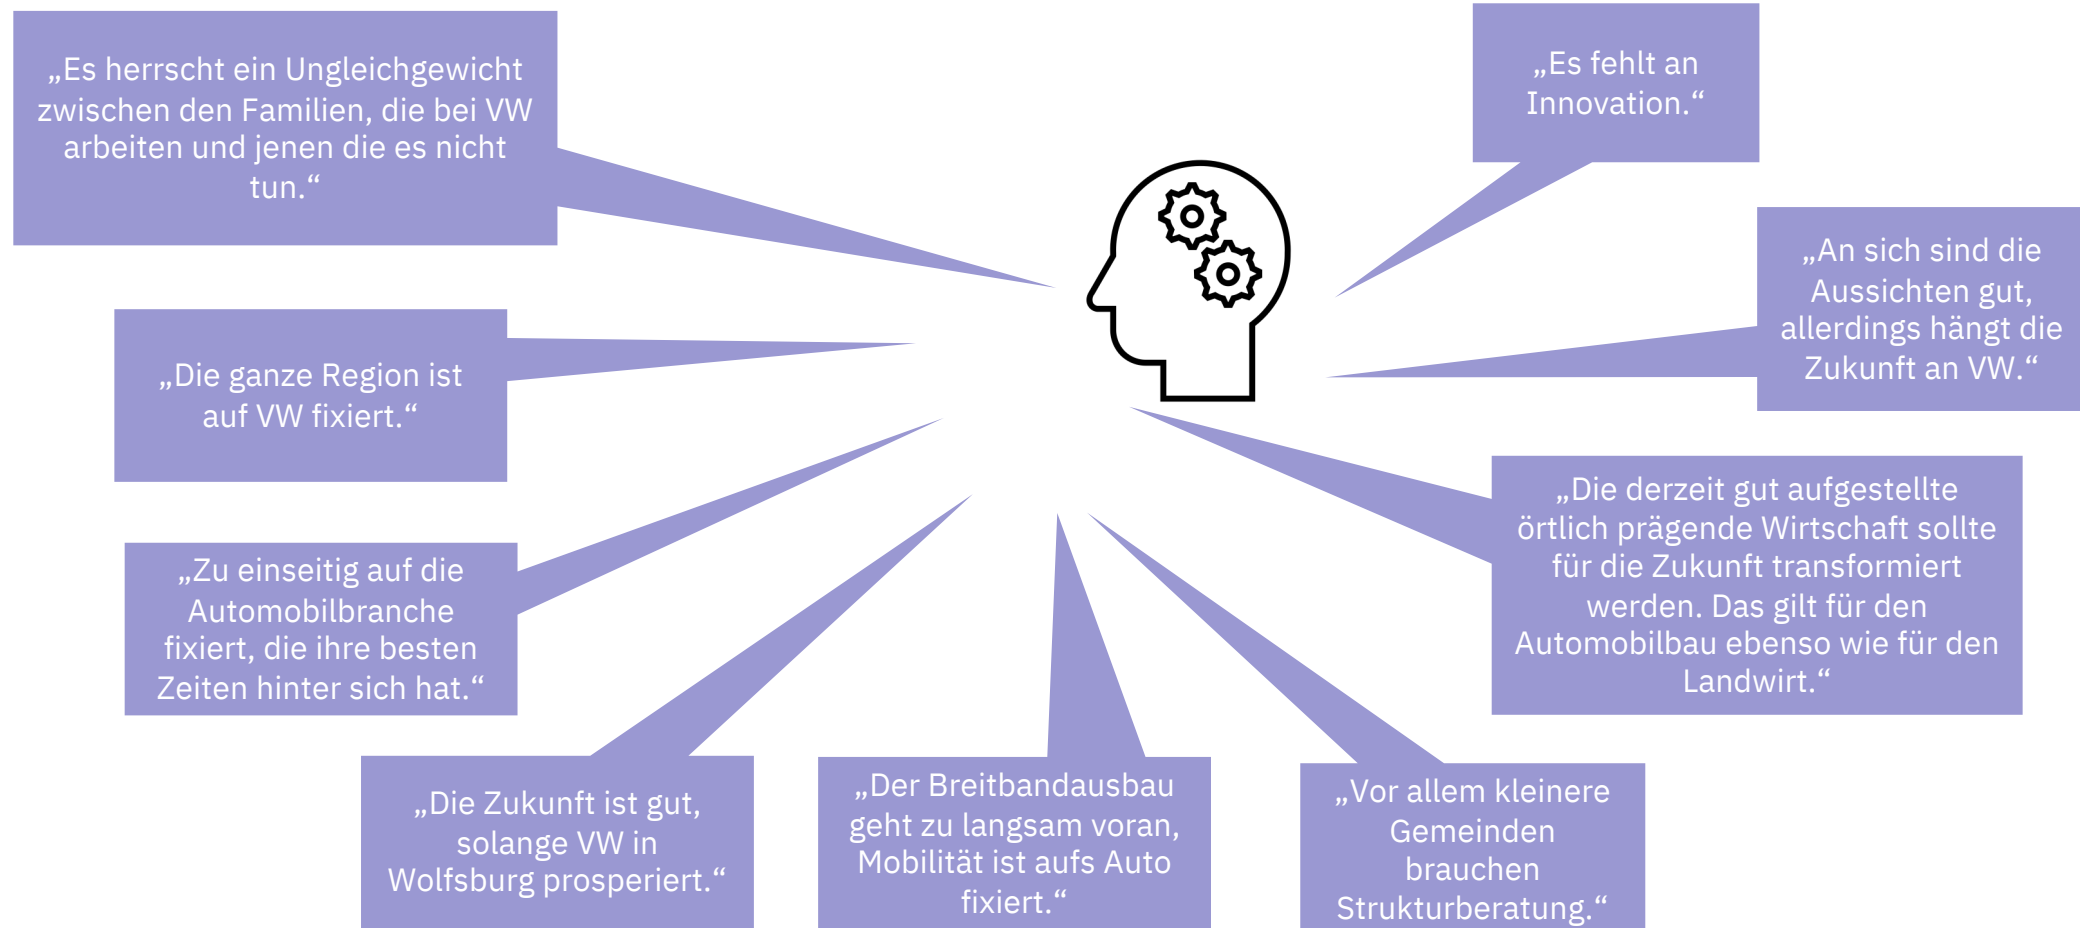 „Es herrscht ein Ungleichgewicht
zwischen den Familien, die bei VW
arbeiten und jenen die es nicht
tun.“
„Es fehlt an
Innovation.“
„An sich sind die
Aussichten gut,
allerdings hängt die
Zukunft an VW.“
„Die ganze Region ist
auf VW fixiert.“
„Die derzeit gut aufgestellte
örtlich prägende Wirtschaft sollte
für die Zukunft transformiert
werden. Das gilt für den
Automobilbau ebenso wie für den
Landwirt.“
„Zu einseitig auf die
Automobilbranche
fixiert, die ihre besten
Zeiten hinter sich hat.“
„Die Zukunft ist gut,
solange VW in
Wolfsburg prosperiert.“
„Der Breitbandausbau
geht zu langsam voran,
Mobilität ist aufs Auto
fixiert.“
„Vor allem kleinere
Gemeinden
brauchen
Strukturberatung.“